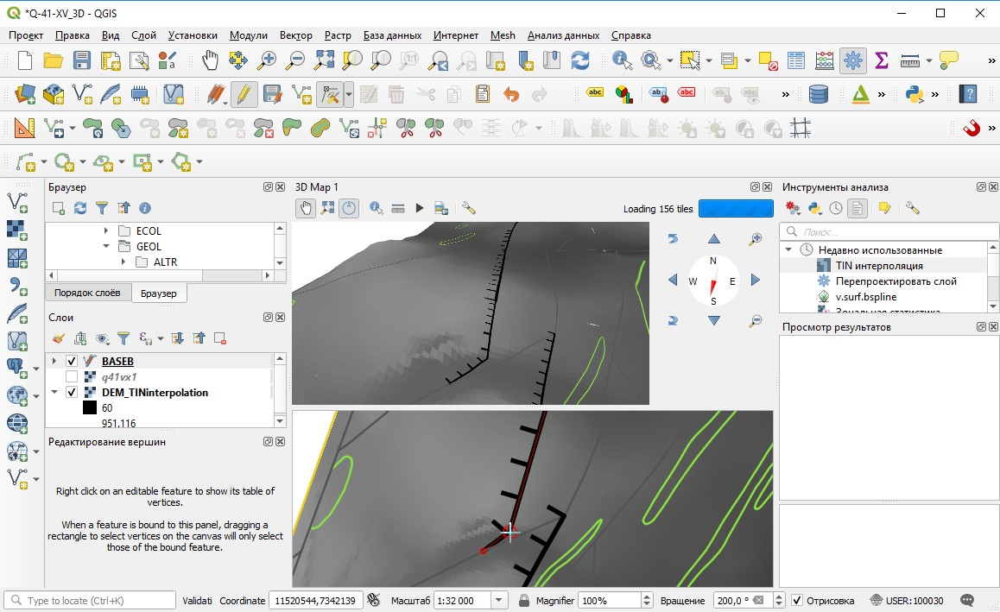 *Q-41-XV_3D - QGIS
Проект Правка Вид Слой Установки Модули Вектор Растр База данных Интернет Mesh Анализ данных Справка
Браузер
ECOL
GEOL
ALTR
Порядок слоёв Браузер
Слои
BASEB
q41vx1
DEM_TINinterpolation
60
951.116
Редактирование вершин
Right click on an editable feature to show its table of
vertices.
When a feature is bound to this panel, dragging a
rectangle to select vertices on the canvas will only select
those of the bound feature.
3D Map 1
Loading 156 tiles
N
W E
S
Инструменты анализа
Поиск...
Недавно использованные
TIN интерполяция
Перепроектировать слой
v.surf.bspline
Зональная статистика
Просмотр результатов
Type to locate (Ctrl+K) Validati Coordinate 11520544,7342139 Масштаб 1:32 000 Magnifier 100% Вращение 200,0 ° Отрисовка USER:100030